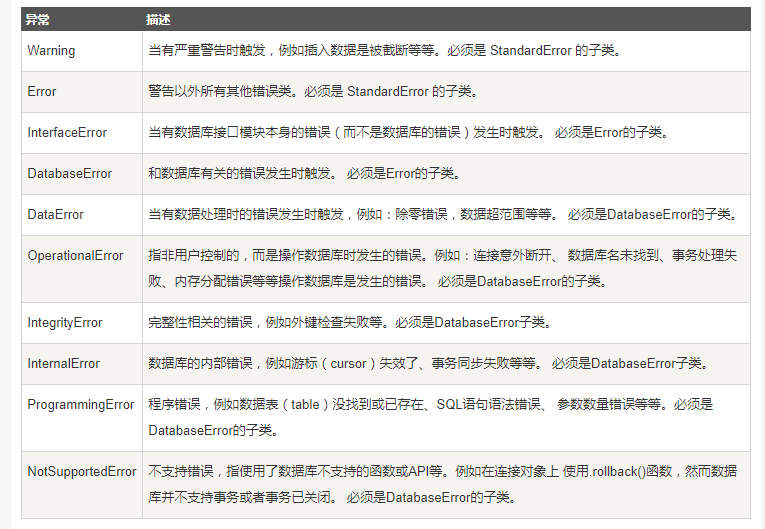 异常 描述
Warning 当有严重警告时触发，例如插入数据是被截断等等。必须是 StandardError 的子类。
Error 警告以外所有其他错误类。必须是 StandardError 的子类。
InterfaceError 当有数据库接口模块本身的错误（而不是数据库的错误）发生时触发。 必须是Error的子类。
DatabaseError 和数据库有关的错误发生时触发。 必须是Error的子类。
DataError 当有数据处理时的错误发生时触发，例如：除零错误，数据超范围等等。 必须是DatabaseError的子类。
OperationalError 指非用户控制的，而是操作数据库时发生的错误。例如：连接意外断开、 数据库名未找到、事务处理失
败、内存分配错误等等操作数据库是发生的错误。 必须是DatabaseError的子类。
IntegrityError 完整性相关的错误，例如外键检查失败等。必须是DatabaseError子类。
InternalError 数据库的内部错误，例如游标（cursor）失效了、事务同步失败等等。 必须是DatabaseError子类。
ProgrammingError 程序错误，例如数据表（table）没找到或已存在、SQL语句语法错误、 参数数量错误等等。必须是
DatabaseError的子类。
NotSupportedError 不支持错误，指使用了数据库不支持的函数或API等。例如在连接对象上 使用.rollback()函数，然而数据
库并不支持事务或者事务已关闭。 必须是DatabaseError的子类。